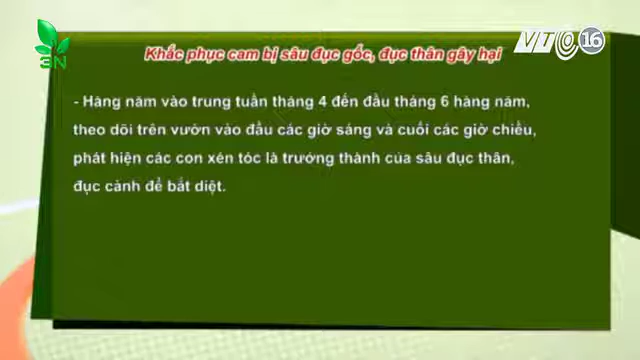 3N
VTC16
Khắc phục cam bị sâu đục gốc, đục thân gây hại
- Hàng năm vào trung tuần tháng 4 đến đầu tháng 6 hàng năm,
theo dõi trên vườn vào đầu các giờ sáng và cuối các giờ chiều,
phát hiện các con xén tóc là trưởng thành của sâu đục thân,
đục cành để bắt diệt.